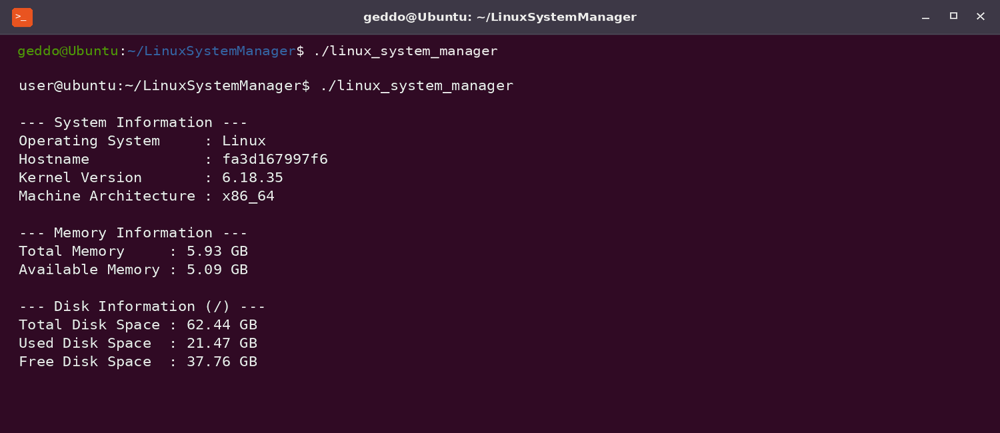 >_
geddo@Ubuntu: ~/LinuxSystemManager
geddo@Ubuntu:~/LinuxSystemManager$ ./linux_system_manager
user@ubuntu:~/LinuxSystemManager$ ./linux_system_manager
--- System Information ---
Operating System     : Linux
Hostname             : fa3d167997f6
Kernel Version       : 6.18.35
Machine Architecture : x86_64
--- Memory Information ---
Total Memory     : 5.93 GB
Available Memory : 5.09 GB
--- Disk Information (/) ---
Total Disk Space : 62.44 GB
Used Disk Space  : 21.47 GB
Free Disk Space  : 37.76 GB